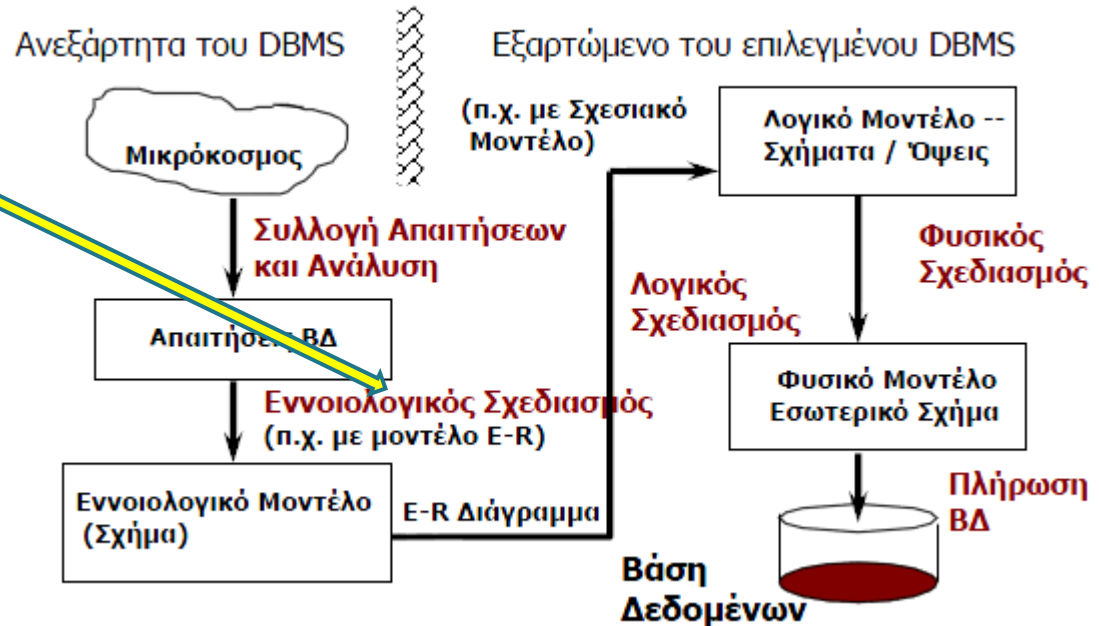 Ανεξάρτητα του DBMS
Εξαρτώμενο του επιλεγμένου DBMS
Μικρόκοσμος
Συλλογή Απαιτήσεων
και Ανάλυση
Απαιτήσεις ΒΔ
Εννοιολογικός Σχεδιασμός
(π.χ. με μοντέλο E-R)
Εννοιολογικό Μοντέλο
(Σχήμα)
E-R Διάγραμμα
(π.χ. με Σχεσιακό
Μοντέλο)
Λογικός
Σχεδιασμός
Λογικό Μοντέλο --
Σχήματα / Όψεις
Φυσικός
Σχεδιασμός
Φυσικό Μοντέλο
Εσωτερικό Σχήμα
Πλήρωση
ΒΔ
Βάση
Δεδομένων